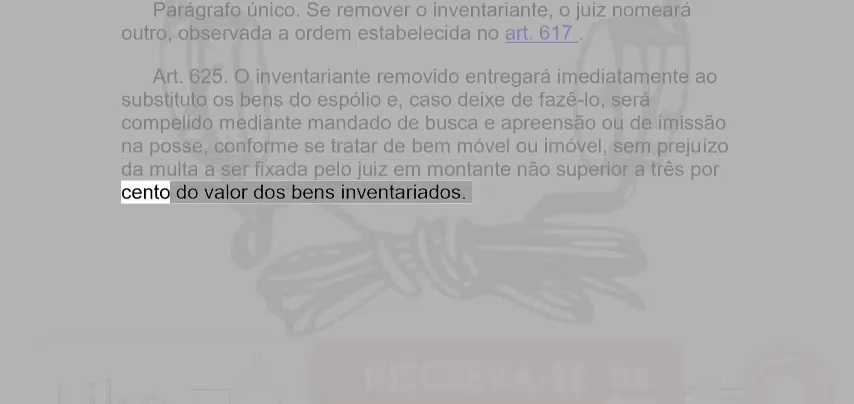 Parágrafo único. Se remover o inventariante, o juiz nomeará
outro, observada a ordem estabelecida no art. 617 .
Art. 625. O inventariante removido entregará imediatamente ao
substituto os bens do espólio e, caso deixe de fazê-lo, será
compelido mediante mandado de busca e apreensão ou de imissão
na posse, conforme se tratar de bem móvel ou imóvel, sem prejuízo
da multa a ser fixada pelo juiz em montante não superior a três por
cento do valor dos bens inventariados.